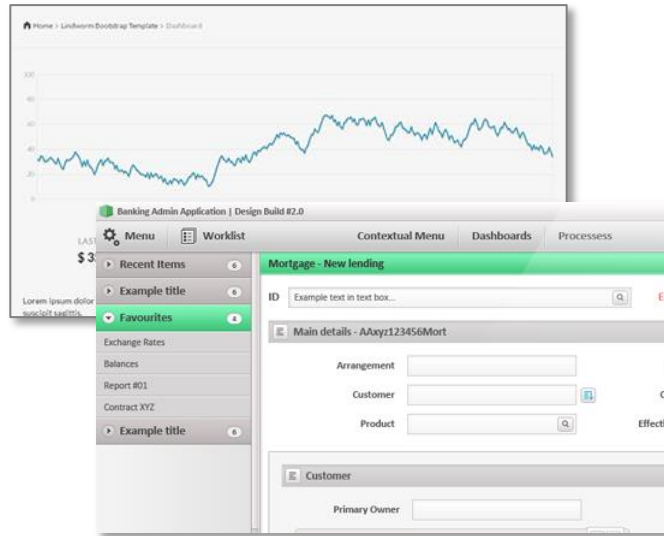 Home > Lindworm Bootstrap Template > Dashboard
100
80
60
40
20
0
LAS
$ 3
Lorem ipsum dolor
suscipit sagittis.
Banking Admin Application | Design Build #2.0
Menu Worklist Contextual Menu Dashboards Processess
Recent Items 6
Example title 6
Favourites 4
Exchange Rates
Balances
Report #01
Contract XYZ
Example title 6
Mortgage - New lending
ID Example text in text box... E
Main details - AAxyz123456Mort
Arrangement
Customer C
Product Effecti
Customer
Primary Owner